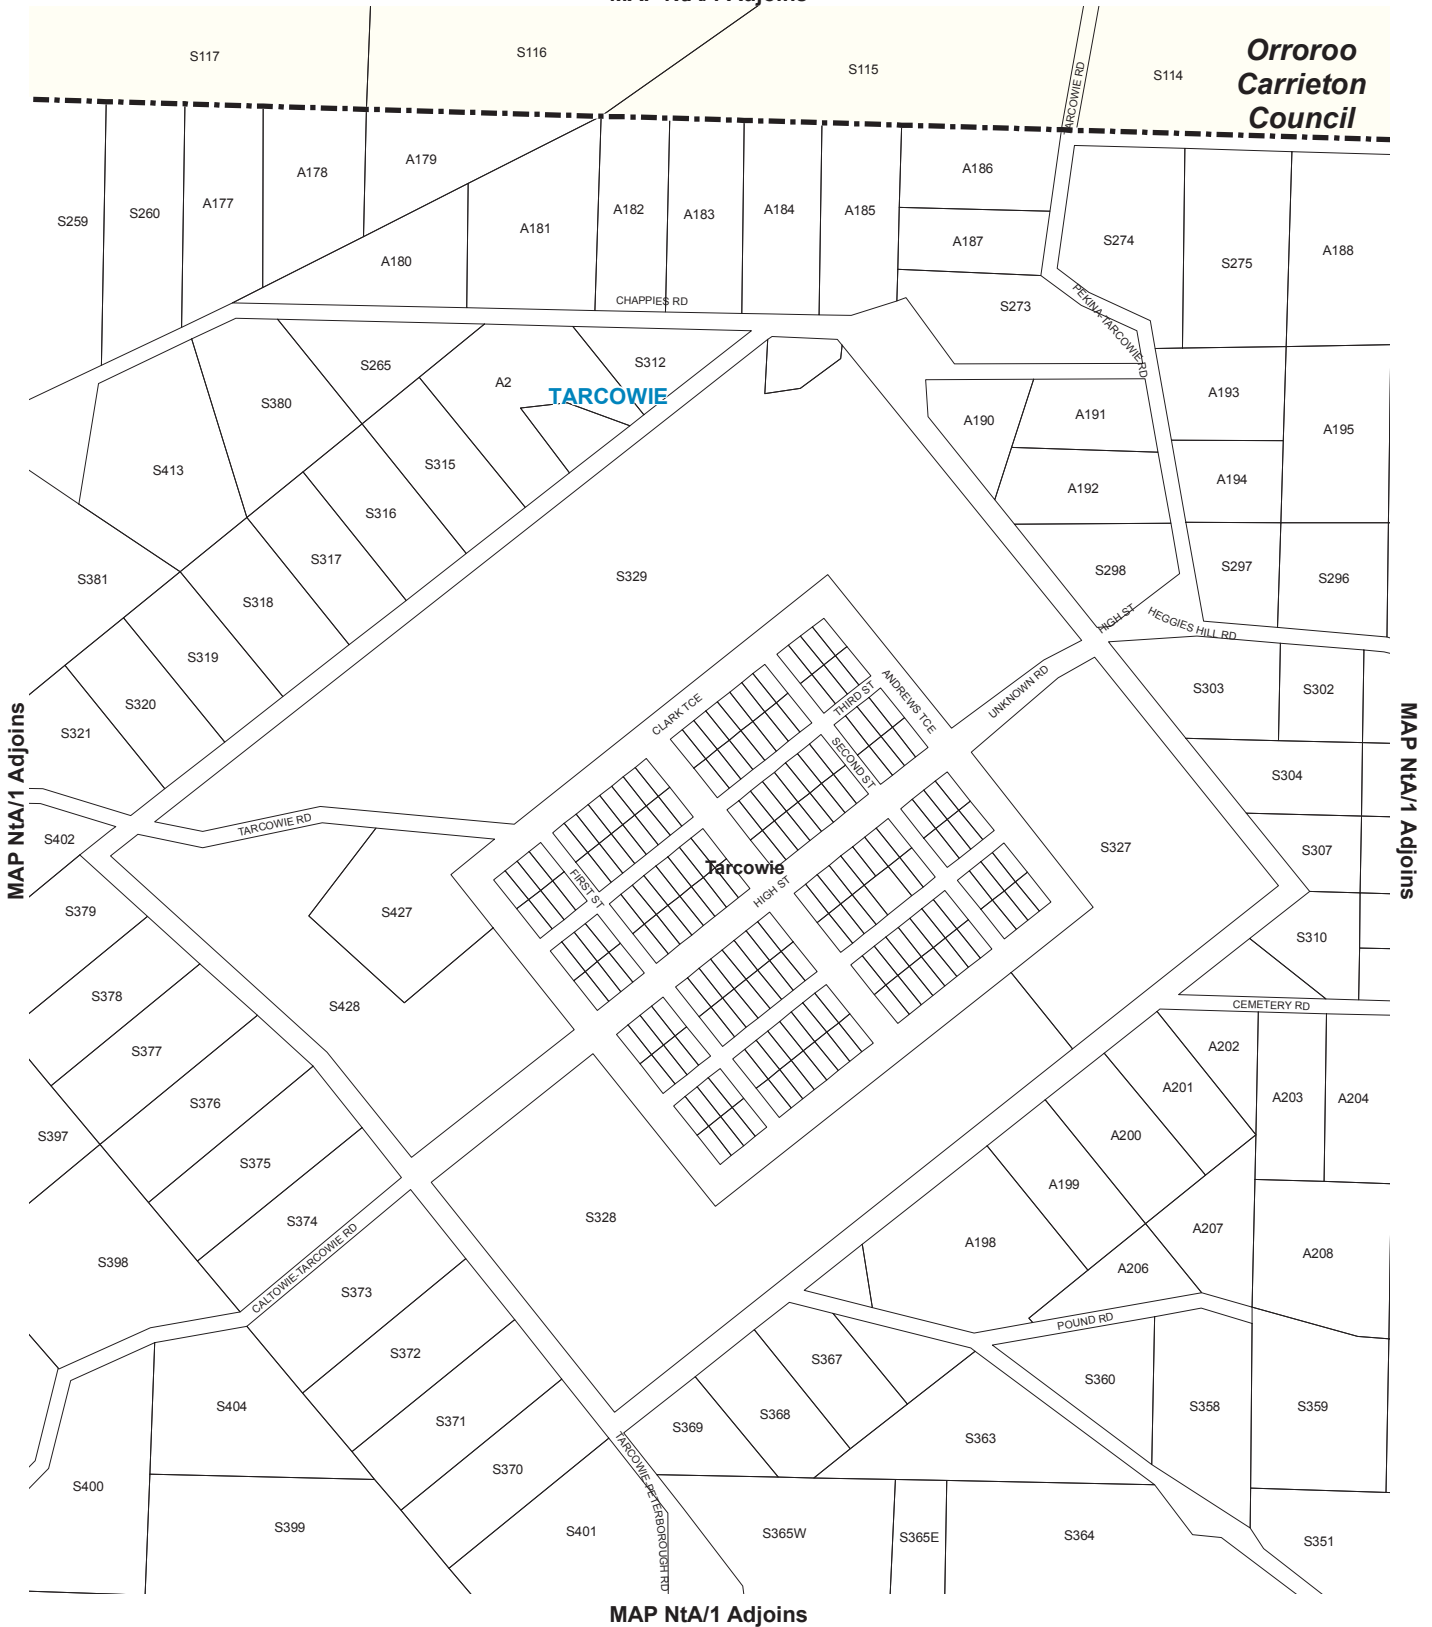 MAP NtA/1 Adjoins
S117
S116
S115
S114
Orroroo
Carrieton
Council
TARCOWIE RD
S259
S260
A177
A178
A179
A180
A181
A182
A183
A184
A185
A186
A187
S274
S275
A188
S273
CHAPPIES RD
PEKINA-TARCOWIE RD
S265
S312
A2
TARCOWIE
S380
S413
S315
S316
S317
S318
S319
S320
S321
S381
A190
A191
A192
A193
A194
A195
S329
S298
S297
S296
HIGH ST
HEGGIES HILL RD
UNKNOWN RD
S303
S302
S304
S307
S310
MAP NtA/1 Adjoins
MAP NtA/1 Adjoins
CLARK TCE
THIRD ST
ANDREWS TCE
SECOND ST
TARCOWIE RD
S402
S379
S427
S428
FIRST ST
Tarcowie
HIGH ST
S327
CEMETERY RD
S378
S377
S376
S375
S374
S397
S398
A202
A201
A200
A199
A198
A203
A204
A207
A206
A208
S328
CALTOWIE-TARCOWIE RD
S373
S372
S371
S370
S404
S400
S399
S401
POUND RD
S367
S368
S369
S360
S358
S359
S363
TARCOWIE-PETERBOROUGH RD
S365W
S365E
S364
S351
MAP NtA/1 Adjoins